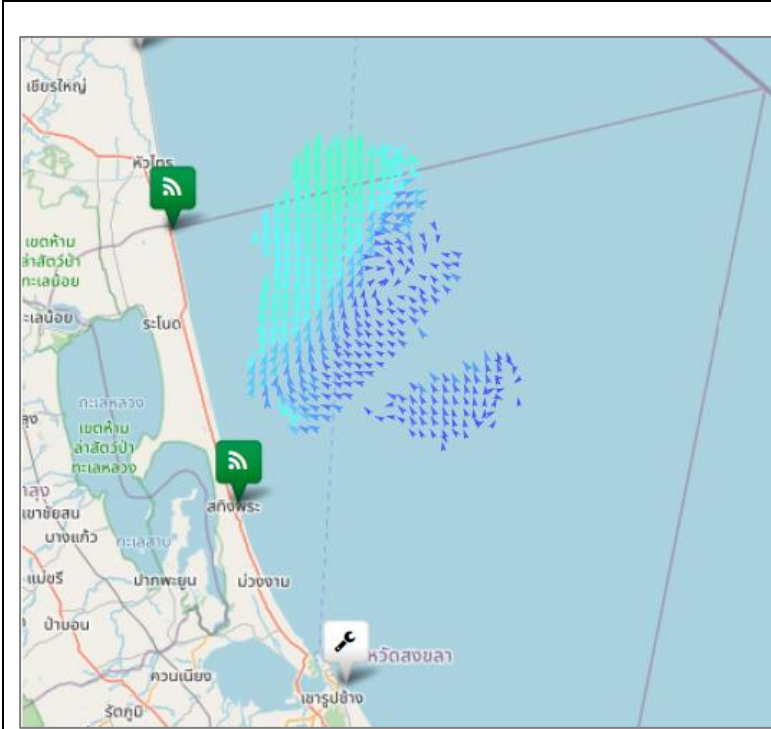 เชียรใหญ่
หัวไทร
เขตห้าม
ล่าสัตว์ป่า
ทะเลน้อย
ะเลน้อย
ระโนด
ทะเลหลวง
เขตห้าม
ล่าสัตว์ป่า
ทะเลหลวง
าลุง
เขาชัยสน
สทิงพระ
บางแก้ว
ทะเลสาบ
แม่ขรี
ปากพะยูน
ม่วงงาม
ป่าบอน
หวัดสงขลา
ควนเนียง
เขารูปช้าง
รัตภูมิ